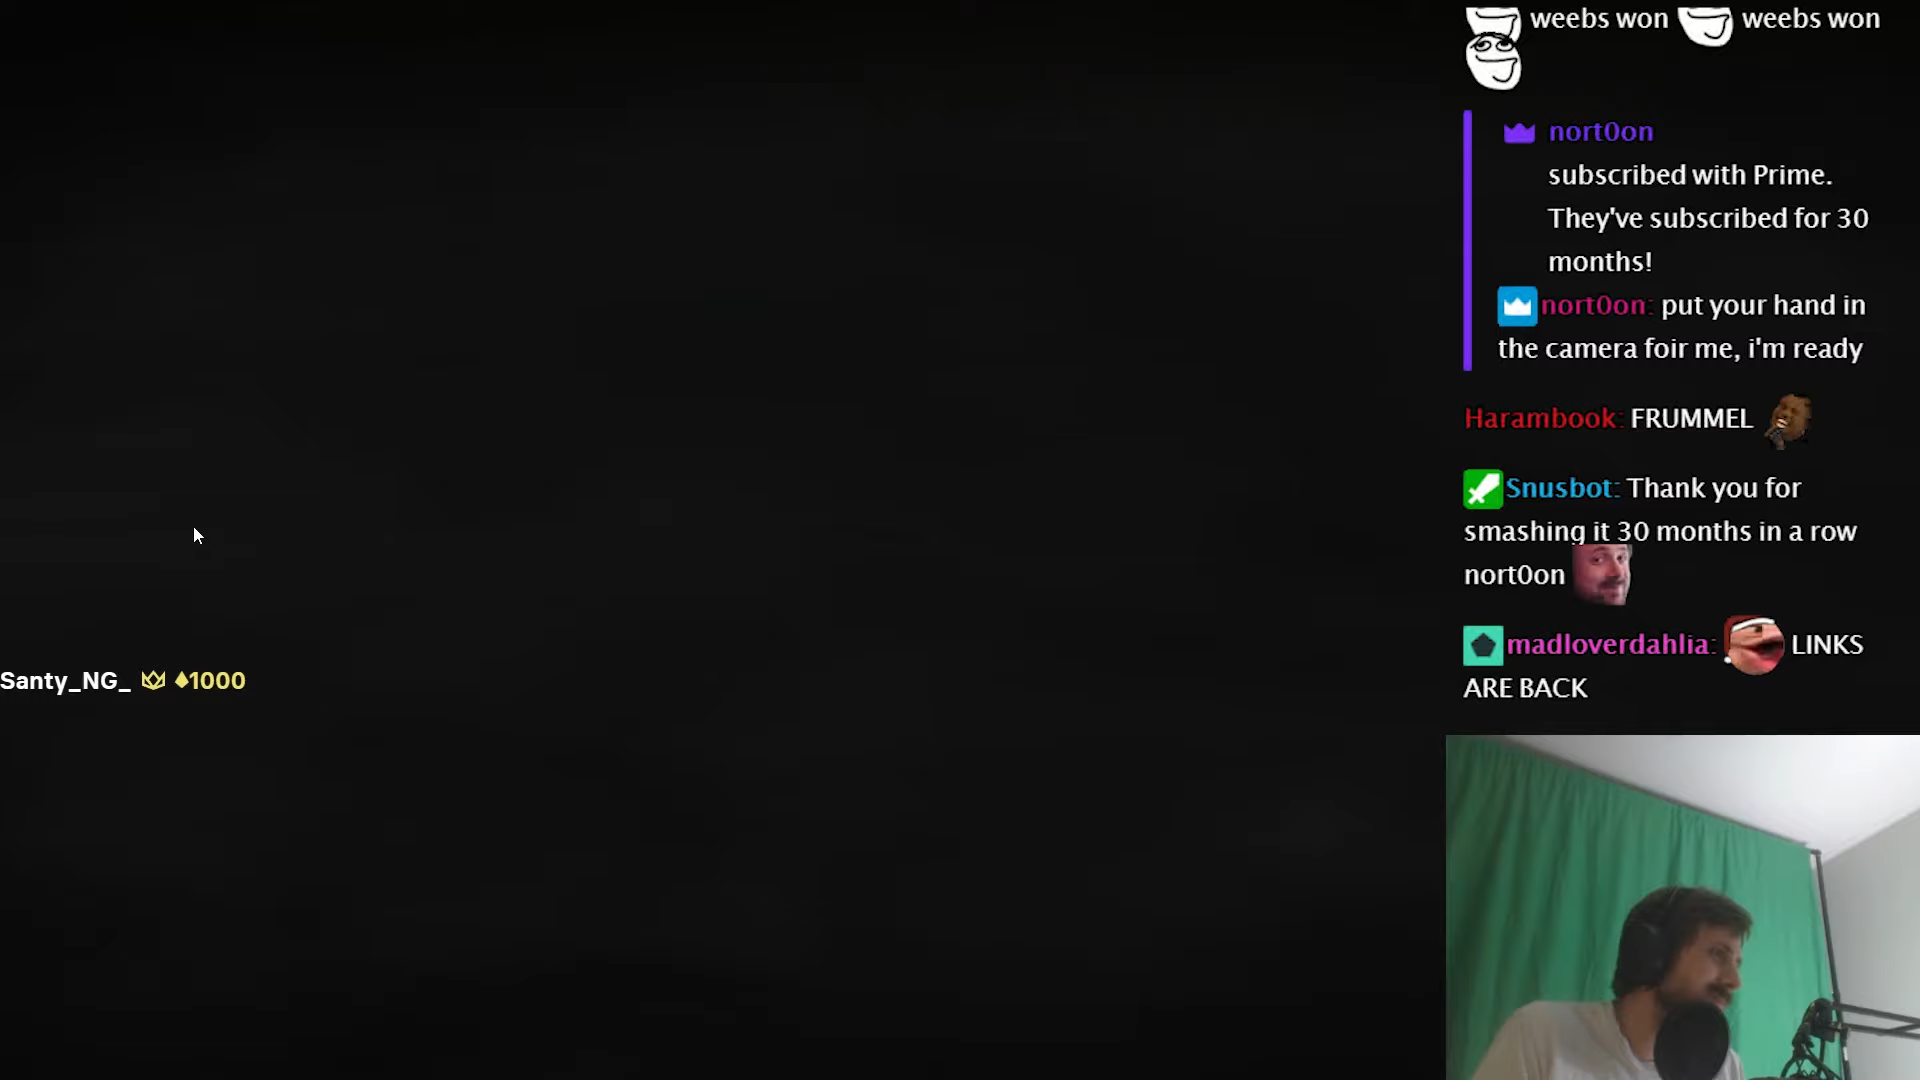 weebs won weebs won
nort0on
subscribed with Prime.
They've subscribed for 30
months!
nort0on: put your hand in
the camera foir me, i'm ready
Harambook: FRUMMEL
Snusbot: Thank you for
smashing it 30 months in a row
nort0on
madloverdahlia: LINKS
ARE BACK
Santy_NG_ 1000